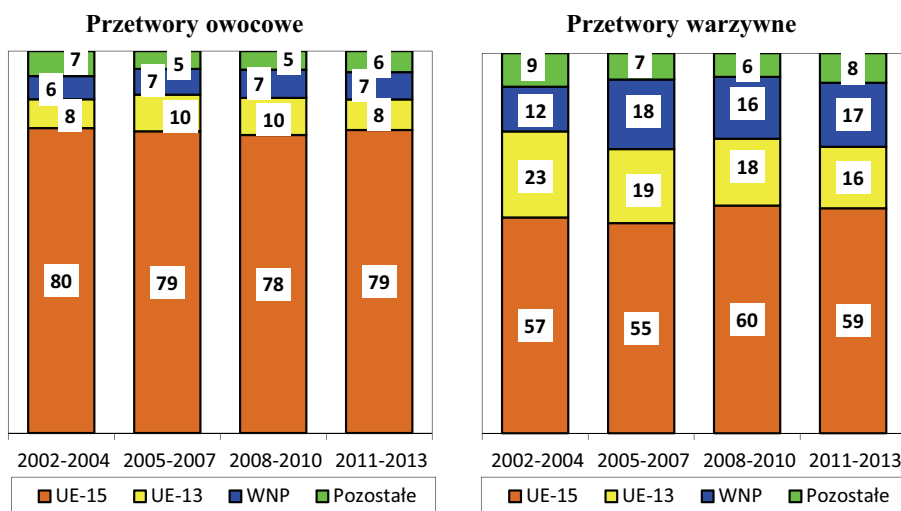 Przetwory owocowe
7 5 5 6
6 7 7 7
8 10 10 8
80 79 78 79
2002-2004 2005-2007 2008-2010 2011-2013
UE-15 UE-13 WNP Pozostałe
Przetwory warzywne
9 7 6 8
12 18 16 17
23 19 18 16
57 55 60 59
2002-2004 2005-2007 2008-2010 2011-2013
UE-15 UE-13 WNP Pozostałe